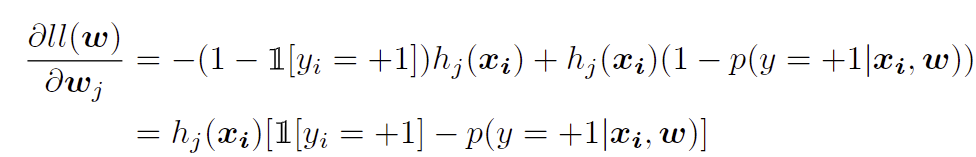 ∂ll(w)/∂w_j = −(1 − 𝟙[y_i = +1])h_j(x_i) + h_j(x_i)(1 − p(y = +1|x_i, w))
= h_j(x_i)[𝟙[y_i = +1] − p(y = +1|x_i, w)]